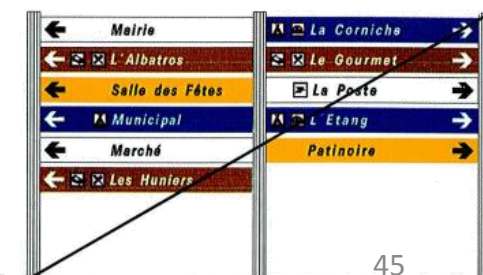 Mairie
L'Albatros
Salle des Fêtes
Municipal
Marché
Les Huniers
La Corniche
Le Gourmet
La Poste
L'Etang
Patinoire
45